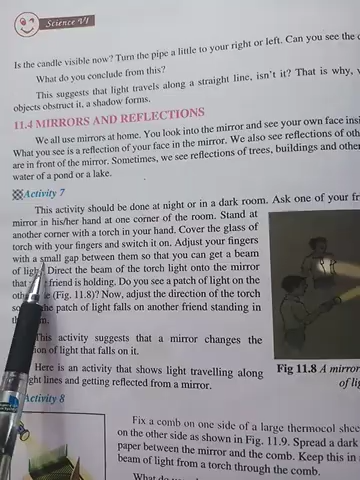 Science VI
Is the candle visible now? Turn the pipe a little to your right or left. Can you see the
What do you conclude from this?
This suggests that light travels along a straight line, isn't it? That is why,
objects obstruct it, a shadow forms.
11.4 MIRRORS AND REFLECTIONS
We all use mirrors at home. You look into the mirror and see your own face
What you see is a reflection of your face in the mirror. We also see reflections of
are in front of the mirror. Sometimes, we see reflections of trees, buildings and
water of a pond or a lake.
Activity 7
This activity should be done at night or in a dark room. Ask one of your
mirror in his/her hand at one corner of the room. Stand at
another corner with a torch in your hand. Cover the glass of
torch with your fingers and switch it on. Adjust your fingers
with a small gap between them so that you can get a beam
of light. Direct the beam of the torch light onto the mirror
friend is holding. Do you see a patch of light on the
(Fig. 11.8)? Now, adjust the direction of the torch
the patch of light falls on another friend standing in
This activity suggests that a mirror changes the
of light that falls on it.
Here is an activity that shows light travelling along
lines and getting reflected from a mirror.
Fig 11.8 A mirror
Activity 8
Fix a comb on one side of a large thermocol
on the other side as shown in Fig. 11.9. Spread a dark
paper between the mirror and the comb. Keep this in
beam of light from a torch through the comb.
What do